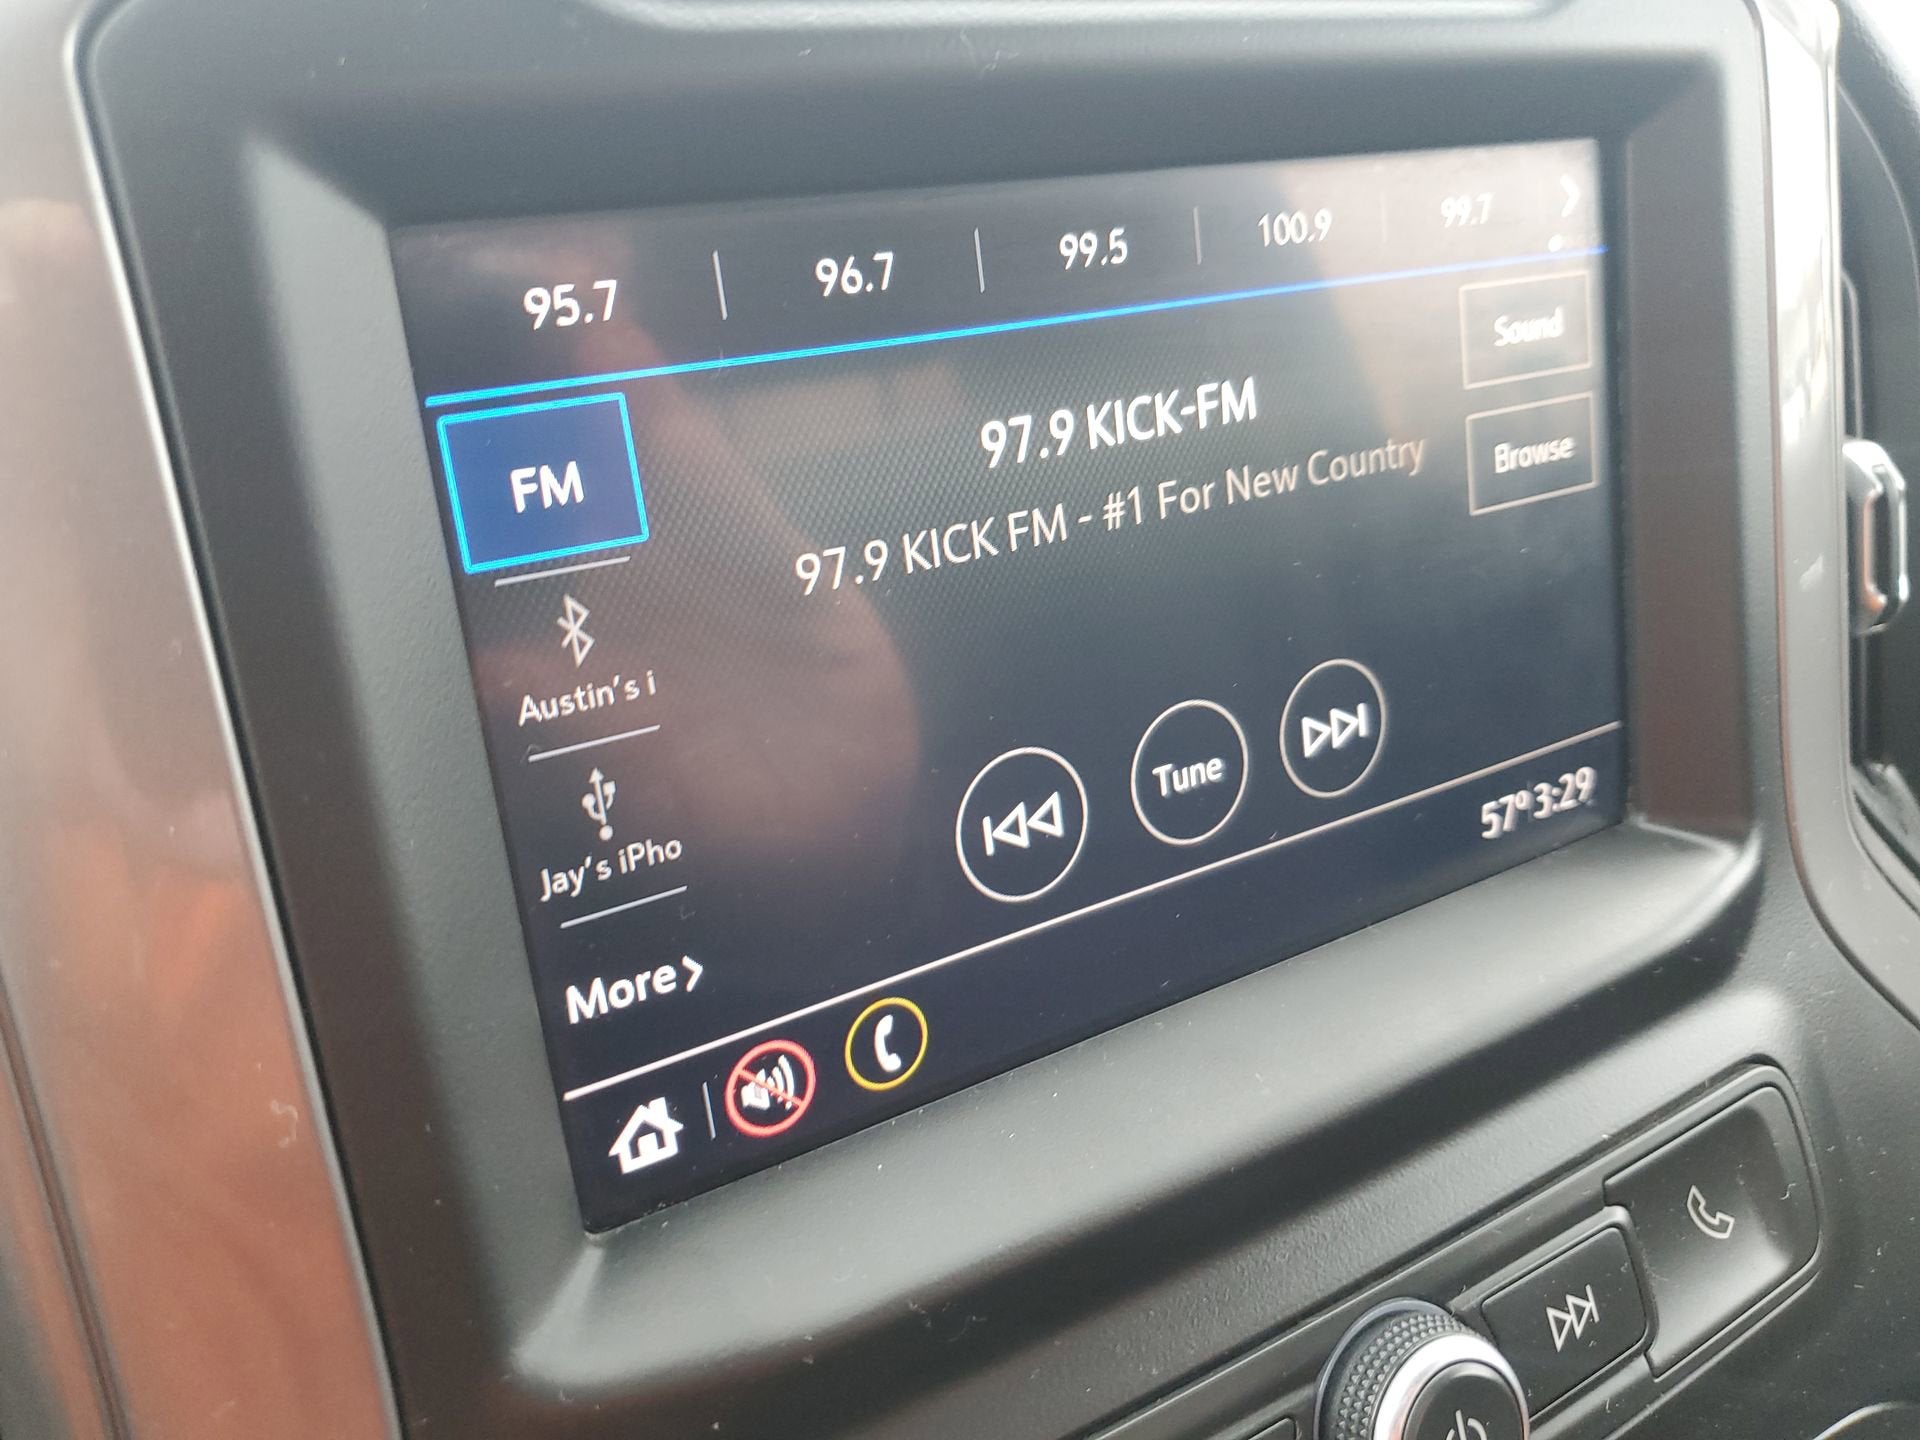 95.7
96.7
99.5
100.9
99.7
Sound
Browse
FM
97.9 KICK-FM
97.9 KICK FM - #1 For New Country
Austin's i
Jay's iPho
Tune
More
57° 3:29